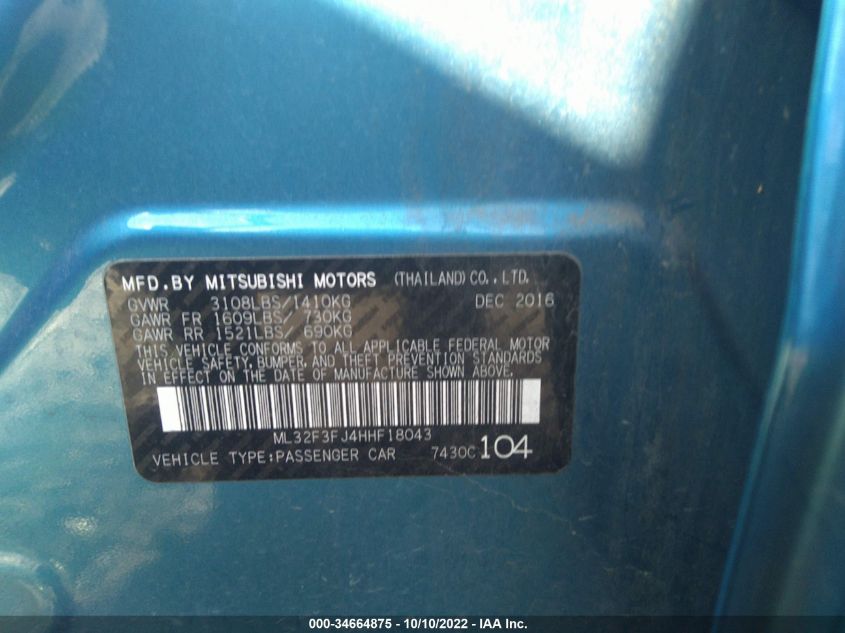 MFD.BY MITSUBISHI MOTORS (THAILAND) CO.,LTD.
GVWR 3108LBS/1410KG DEC 2016
GAWR FR 1609LBS/ 730KG
GAWR RR 1521LBS/ 690KG
THIS VEHICLE CONFORMS TO ALL APPLICABLE FEDERAL MOTOR
VEHICLE SAFETY, BUMPER, AND THEFT PREVENTION STANDARDS
IN EFFECT ON THE DATE OF MANUFACTURE SHOWN ABOVE.
ML32F3FJ4HHF18043
VEHICLE TYPE:PASSENGER CAR 7430C 104
000-34664875 - 10/10/2022 - IAA Inc.